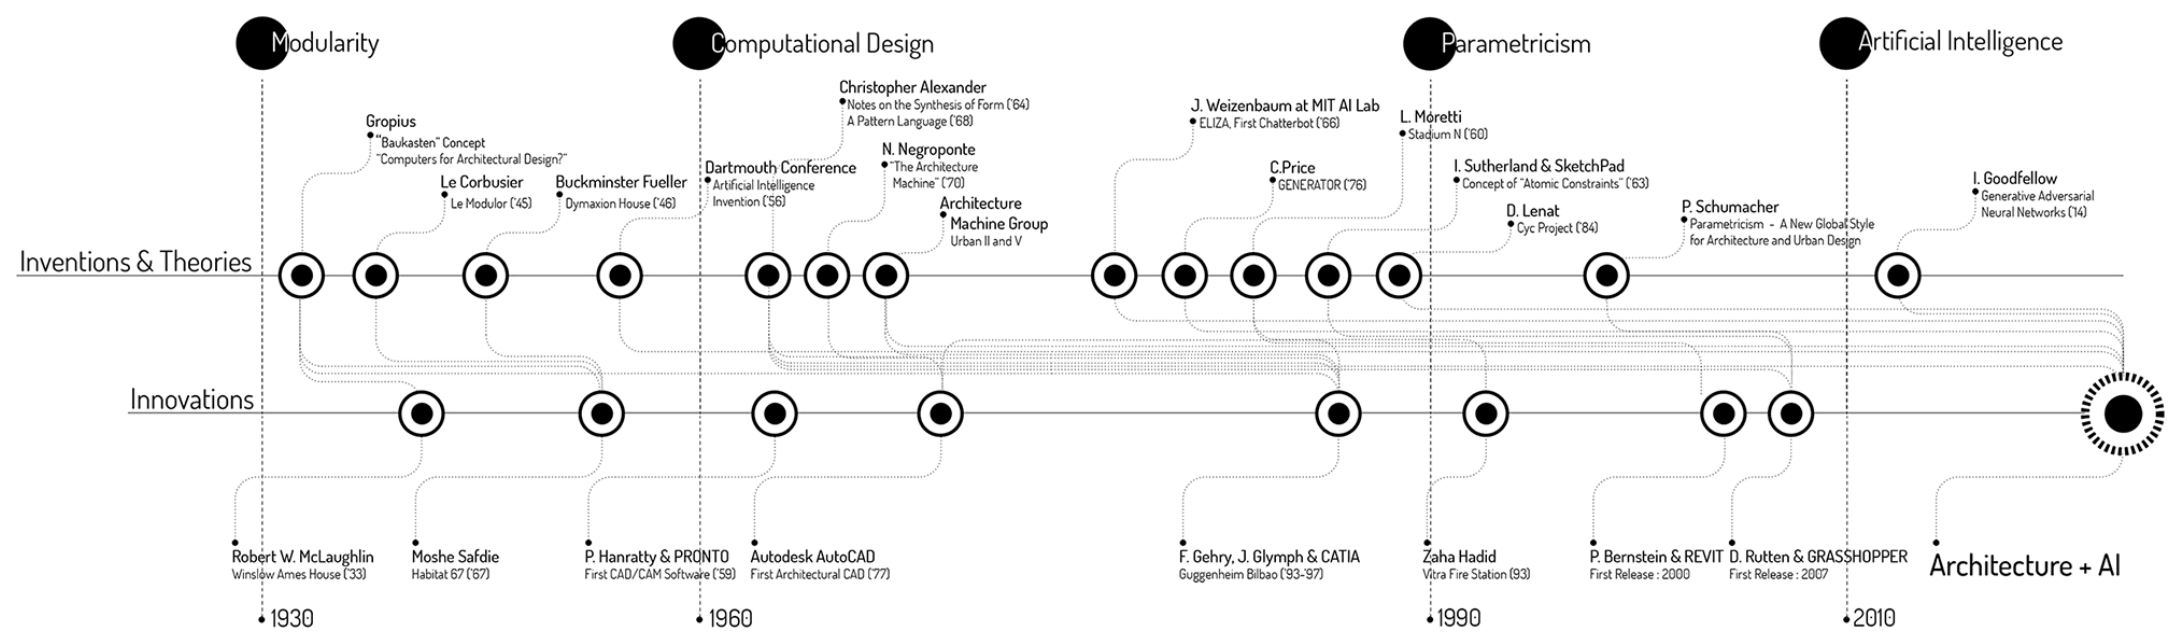 Modularity
Computational Design
Parametricism
Artificial Intelligence
Gropius
"Baukasten" Concept
"Computers for Architectural Design?"
Le Corbusier
Le Modulor ('45)
Buckminster Fueller
Dymaxion House ('46)
Dartmouth Conference
Artificial Intelligence
Invention ('56)
Christopher Alexander
Notes on the Synthesis of Form ('64)
A Pattern Language ('68)
N. Negroponte
"The Architecture
Machine" ('70)
Architecture
Machine Group
Urban II and V
J. Weizenbaum at MIT AI Lab
ELIZA, First Chatterbot ('66)
C.Price
GENERATOR ('76)
L. Moretti
Stadium N ('60)
I. Sutherland & SketchPad
Concept of "Atomic Constraints" ('63)
D. Lenat
Cyc Project ('84)
P. Schumacher
Parametricism - A New Global Style
for Architecture and Urban Design
I. Goodfellow
Generative Adversarial
Neural Networks ('14)
Inventions & Theories
Innovations
Robert W. McLaughlin
Winslow Ames House ('33)
Moshe Safdie
Habitat 67 ('67)
P. Hanratty & PRONTO
First CAD/CAM Software ('59)
Autodesk AutoCAD
First Architectural CAD ('77)
F. Gehry, J. Glymph & CATIA
Guggenheim Bilbao ('93-'97)
Zaha Hadid
Vitra Fire Station (93)
P. Bernstein & REVIT
First Release : 2000
D. Rutten & GRASSHOPPER
First Release : 2007
Architecture + AI
1930
1960
1990
2010